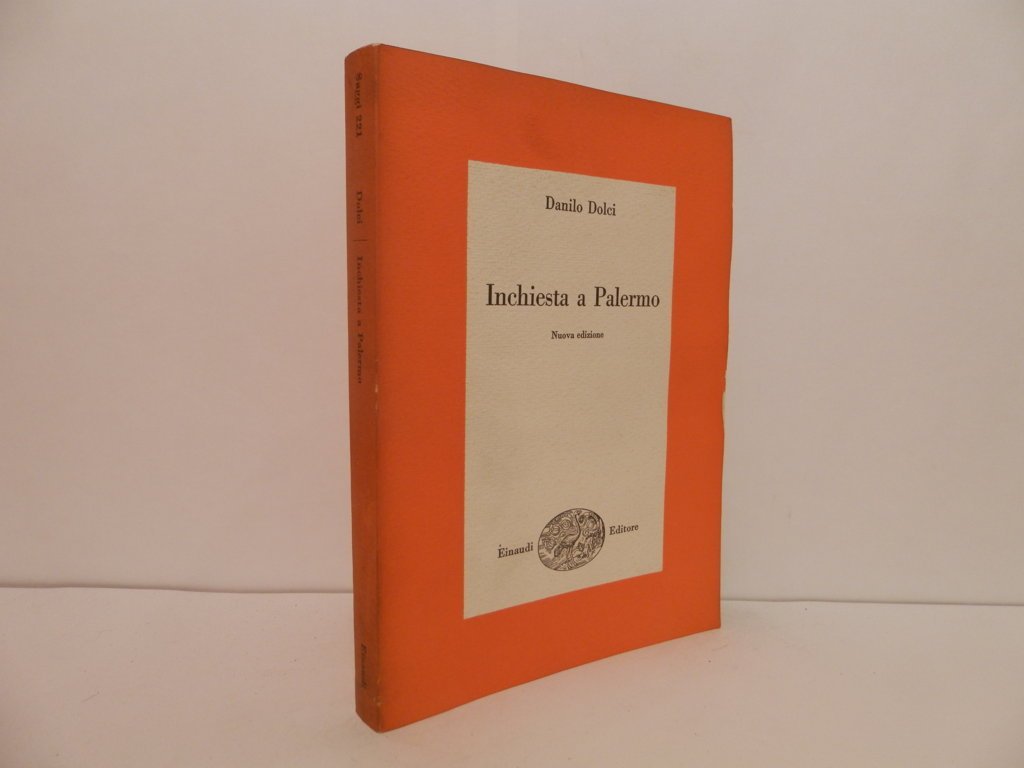 Saggi 221
Dolci
Inchiesta a Palermo
Einaudi
Danilo Dolci
Inchiesta a Palermo
Nuova edizione
Einaudi
Editore